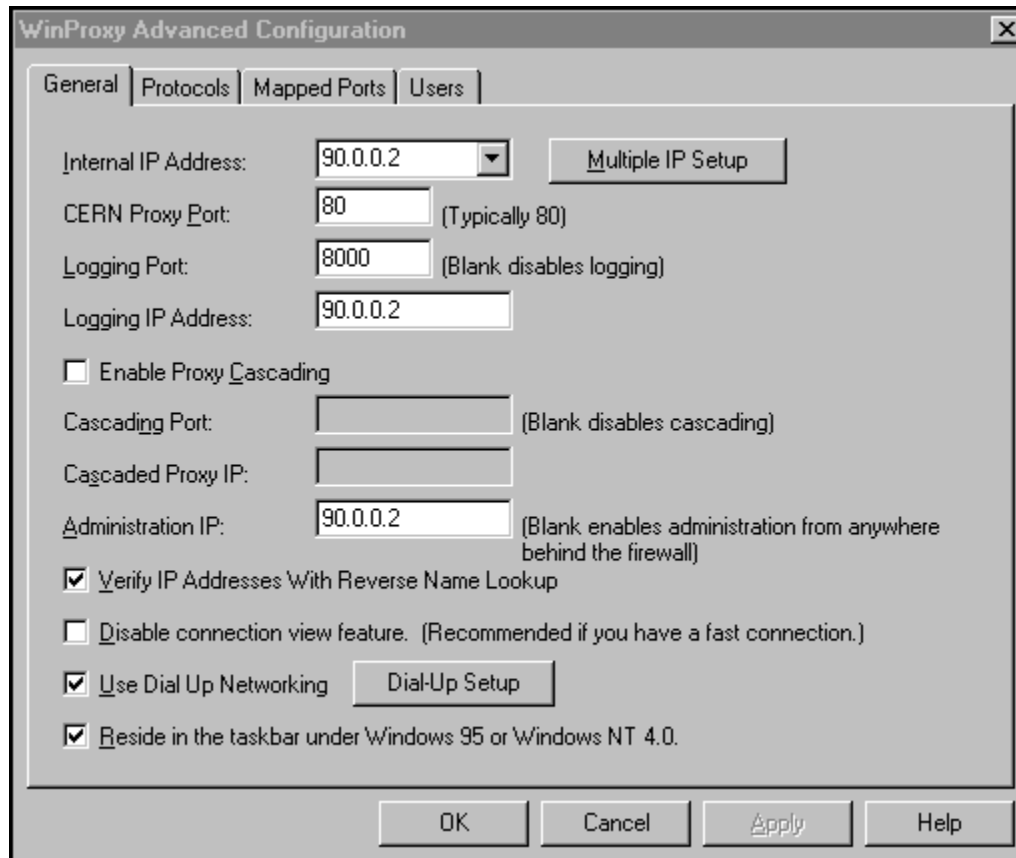 WinProxy Advanced Configuration
General Protocols Mapped Ports Users
Internal IP Address: 90.0.0.2 Multiple IP Setup
CERN Proxy Port: 80 (Typically 80)
Logging Port: 8000 (Blank disables logging)
Logging IP Address: 90.0.0.2
Enable Proxy Cascading
Cascading Port: (Blank disables cascading)
Cascaded Proxy IP:
Administration IP: 90.0.0.2 (Blank enables administration from anywhere
behind the firewall)
Verify IP Addresses With Reverse Name Lookup
Disable connection view feature. (Recommended if you have a fast connection.)
Use Dial Up Networking Dial-Up Setup
Reside in the taskbar under Windows 95 or Windows NT 4.0.
OK Cancel Apply Help